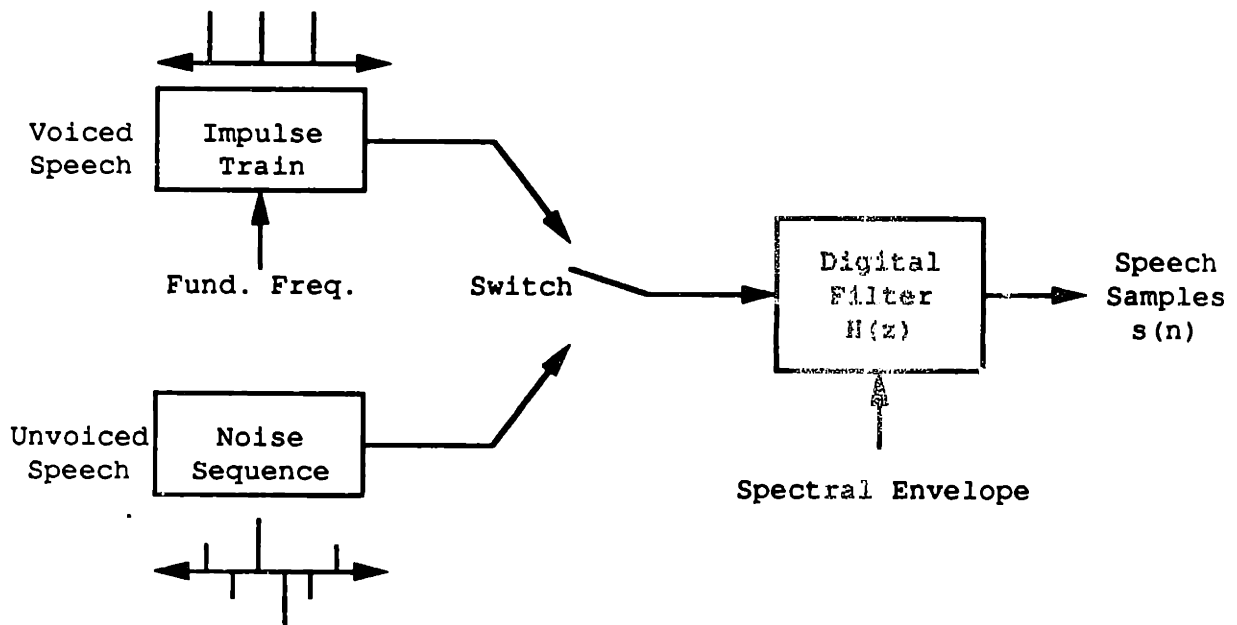 Voiced
Speech
Impulse
Train
Fund. Freq.
Switch
Digital
Filter
H(z)
Speech
Samples
s(n)
Unvoiced
Speech
Noise
Sequence
Spectral Envelope